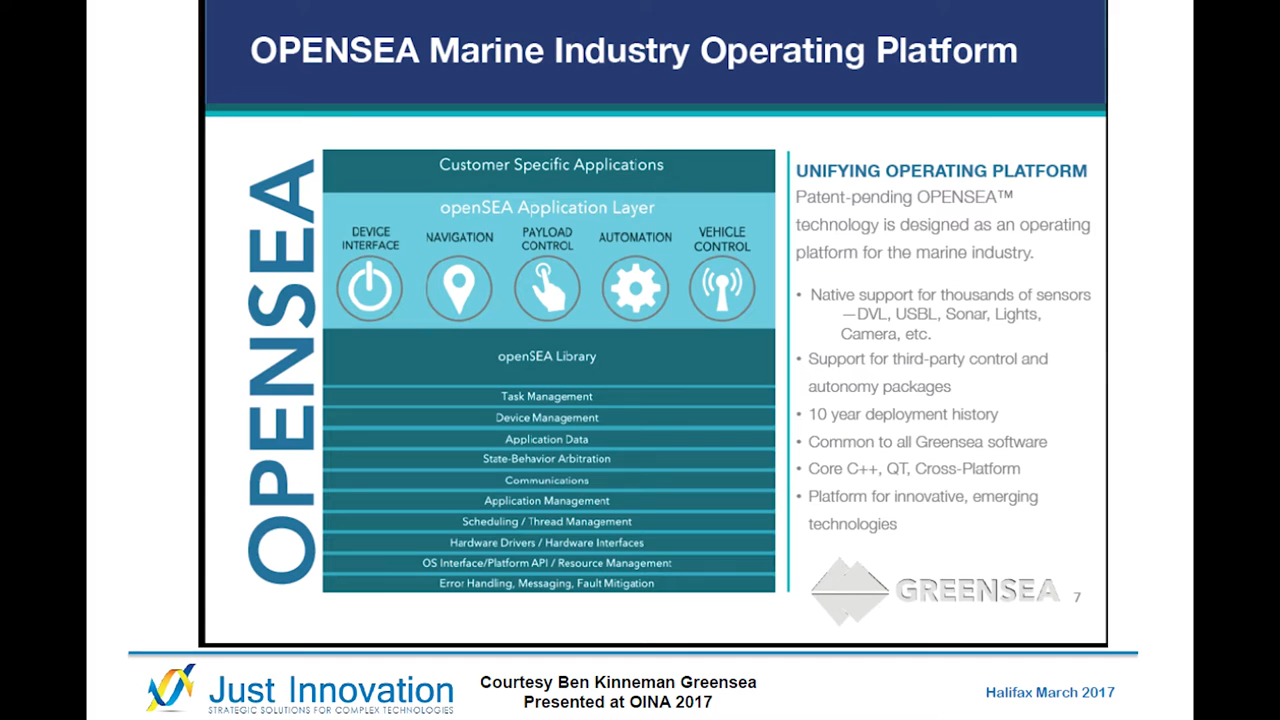 OPENSEA Marine Industry Operating Platform
OPENSEA
Customer Specific Applications
openSEA Application Layer
DEVICE
INTERFACE
NAVIGATION
PAYLOAD
CONTROL
AUTOMATION
VEHICLE
CONTROL
openSEA Library
Task Management
Device Management
Application Data
State-Behavior Arbitration
Communications
Application Management
Scheduling / Thread Management
Hardware Drivers / Hardware Interfaces
OS Interface/Platform API / Resource Management
Error Handling, Messaging, Fault Mitigation
UNIFYING OPERATING PLATFORM
Patent-pending OPENSEA™
technology is designed as an operating
platform for the marine industry.
• Native support for thousands of sensors
—DVL, USBL, Sonar, Lights,
Camera, etc.
• Support for third-party control and
autonomy packages
• 10 year deployment history
• Common to all Greensea software
• Core C++, QT, Cross-Platform
• Platform for innovative, emerging
technologies
GREENSEA
7
Just Innovation
STRATEGIC SOLUTIONS FOR COMPLEX TECHNOLOGIES
Courtesy Ben Kinneman Greensea
Presented at OINA 2017
Halifax March 2017